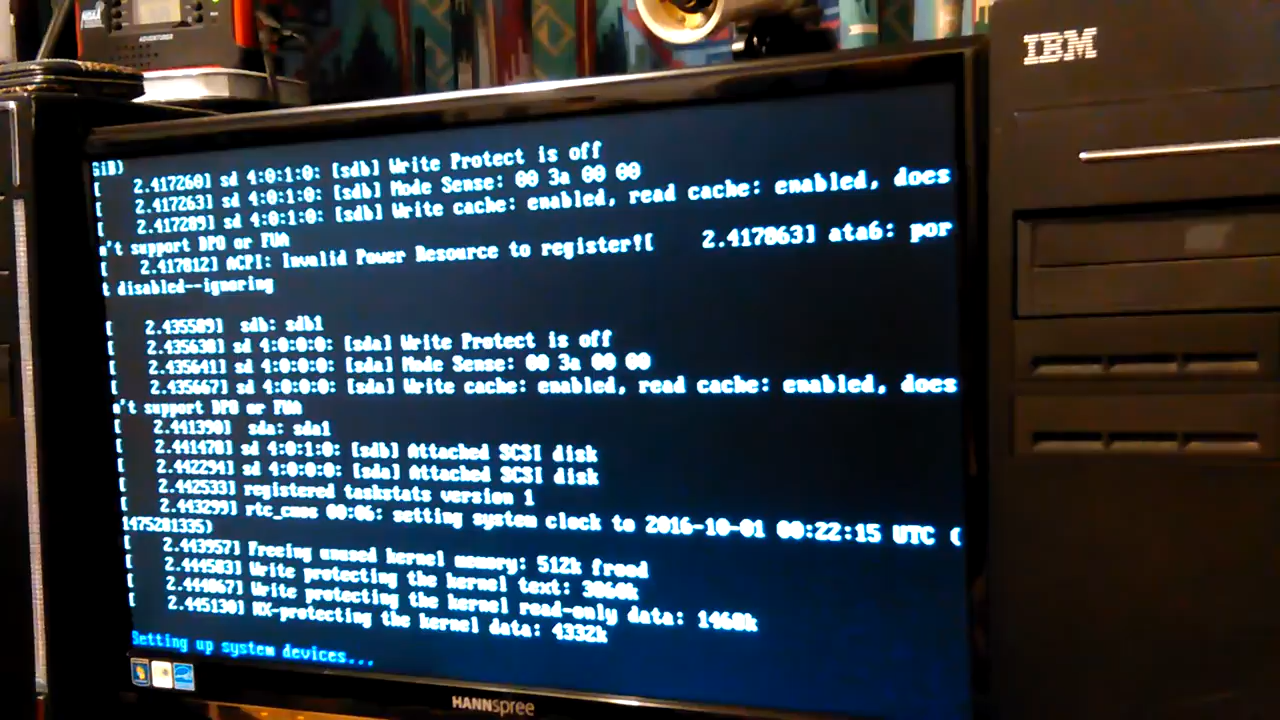 NOAA
ADVENTURER
IBM
GiB)
[    2.417260] sd 4:0:1:0: [sdb] Write Protect is off
[    2.417263] sd 4:0:1:0: [sdb] Mode Sense: 00 3a 00 00
[    2.417289] sd 4:0:1:0: [sdb] Write cache: enabled, read cache: enabled, does
n't support DPO or FUA
[    2.417812] ACPI: Invalid Power Resource to register![    2.417863] ata6: por
t disabled--ignoring
[    2.435589]  sdb: sdb1
[    2.435638] sd 4:0:0:0: [sda] Write Protect is off
[    2.435641] sd 4:0:0:0: [sda] Mode Sense: 00 3a 00 00
[    2.435667] sd 4:0:0:0: [sda] Write cache: enabled, read cache: enabled, does
n't support DPO or FUA
[    2.441390]  sda: sda1
[    2.441478] sd 4:0:1:0: [sdb] Attached SCSI disk
[    2.442294] sd 4:0:0:0: [sda] Attached SCSI disk
[    2.442533] registered taskstats version 1
[    2.443299] rtc_cmos 00:06: setting system clock to 2016-10-01 00:22:15 UTC (
1475281335)
[    2.443957] Freeing unused kernel memory: 512k freed
[    2.444583] Write protecting the kernel text: 3060k
[    2.444867] Write protecting the kernel read-only data: 1460k
[    2.445130] NX-protecting the kernel data: 4332k
Setting up system devices...
HANNspree